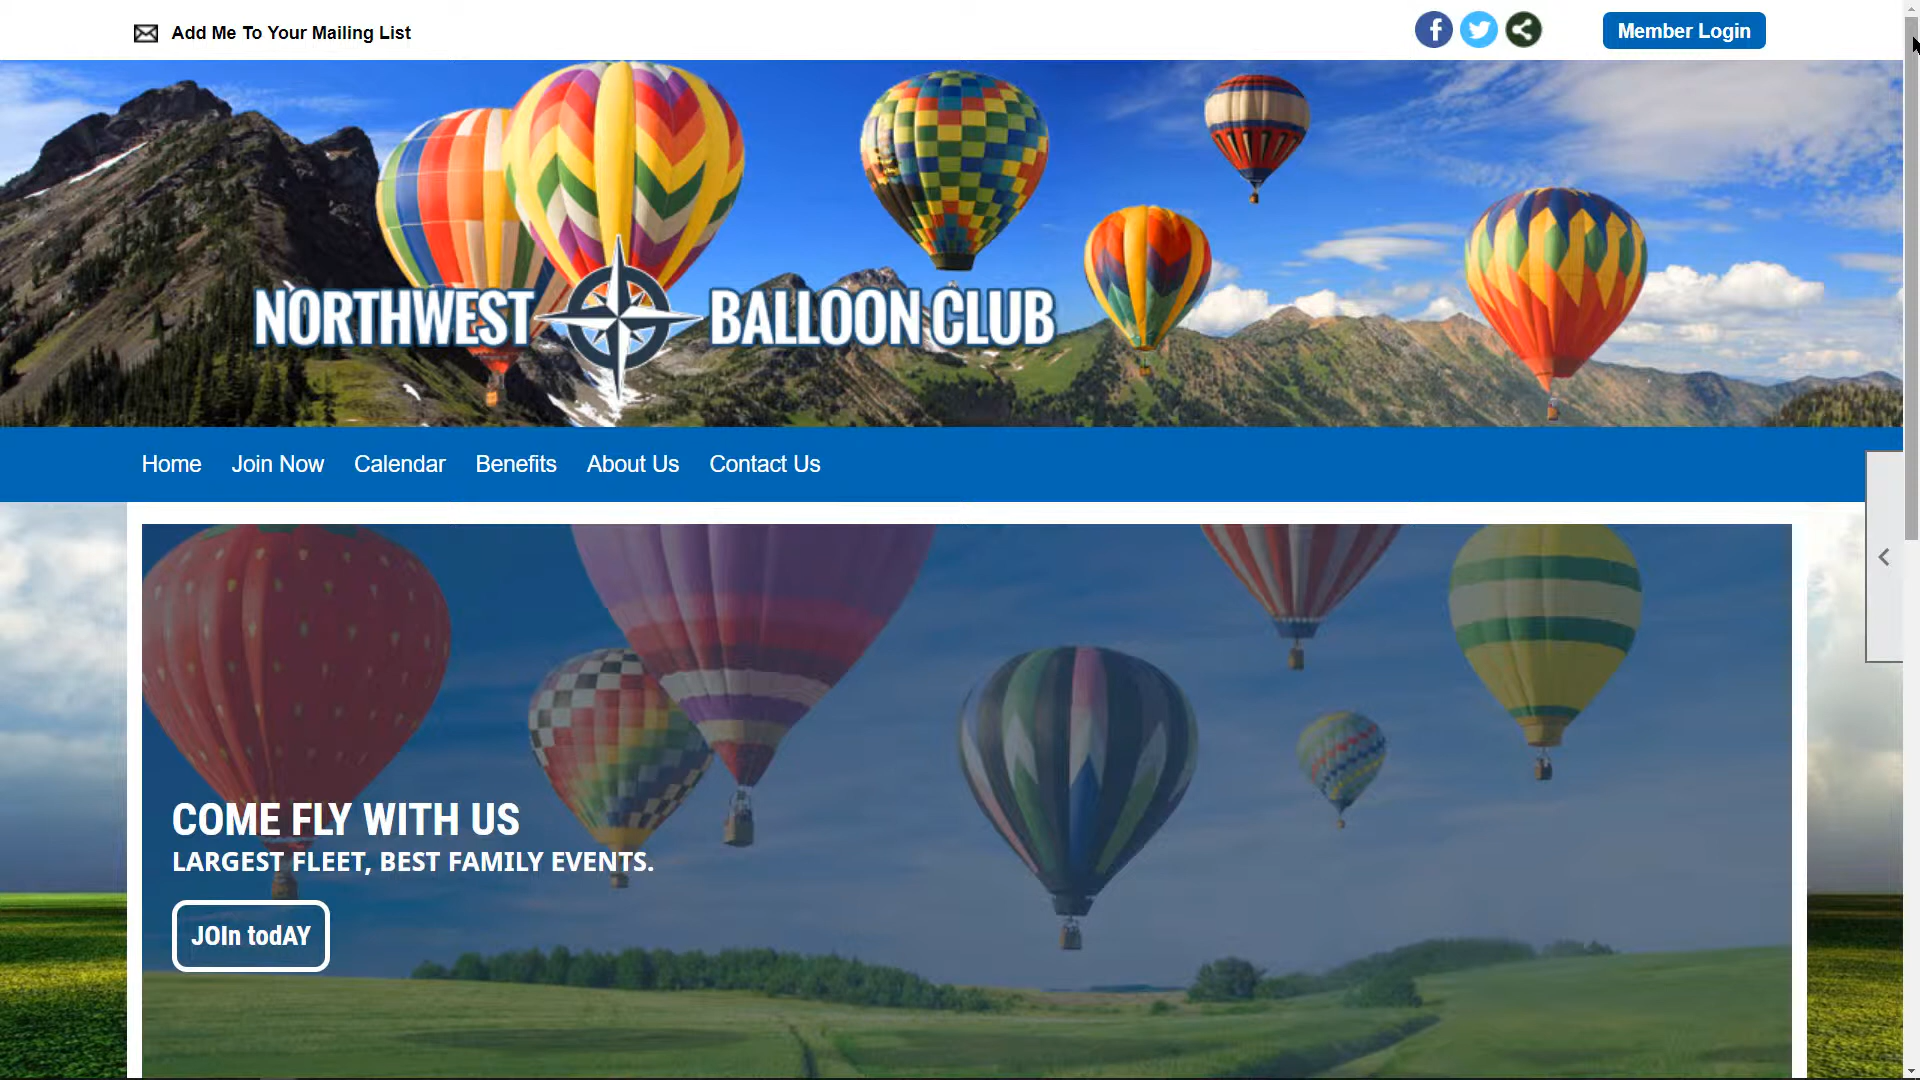 Add Me To Your Mailing List
Member Login
NORTHWEST BALLOON CLUB
Home Join Now Calendar Benefits About Us Contact Us
COME FLY WITH US
LARGEST FLEET, BEST FAMILY EVENTS.
JOIn todAY